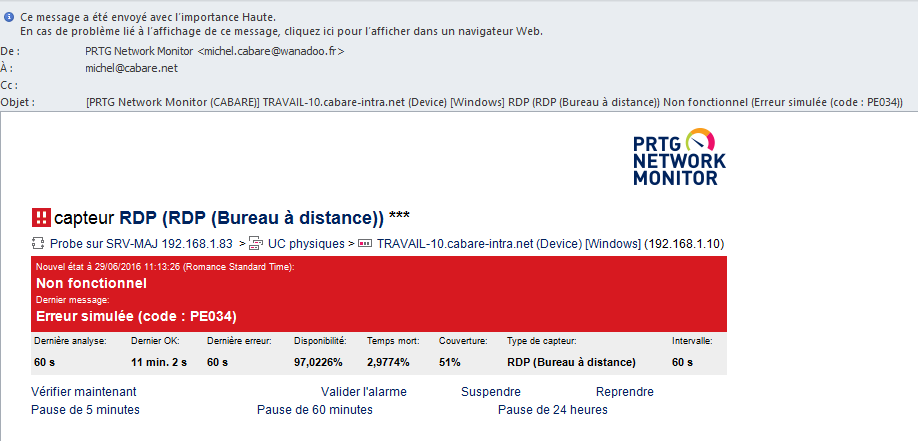 Ce message a été envoyé avec l'importance Haute.
En cas de problème lié à l'affichage de ce message, cliquez ici pour l'afficher dans un navigateur Web.
De : PRTG Network Monitor <michel.cabare@wanadoo.fr>
À : michel@cabare.net
Cc :
Objet : [PRTG Network Monitor (CABARE)] TRAVAIL-10.cabare-intra.net (Device) [Windows] RDP (RDP (Bureau à distance)) Non fonctionnel (Erreur simulée (code : PE034))
PRTG
NETWORK
MONITOR
capteur RDP (RDP (Bureau à distance)) ***
Probe sur SRV-MAJ 192.168.1.83 > UC physiques > TRAVAIL-10.cabare-intra.net (Device) [Windows] (192.168.1.10)
Nouvel état à 29/06/2016 11:13:26 (Romance Standard Time):
Non fonctionnel
Dernier message:
Erreur simulée (code : PE034)
Dernière analyse: Dernier OK: Dernière erreur: Disponibilité: Temps mort: Couverture: Type de capteur: Intervalle:
60 s 11 min. 2 s 60 s 97,0226% 2,9774% 51% RDP (Bureau à distance) 60 s
Vérifier maintenant Valider l'alarme Suspendre Reprendre
Pause de 5 minutes Pause de 60 minutes Pause de 24 heures